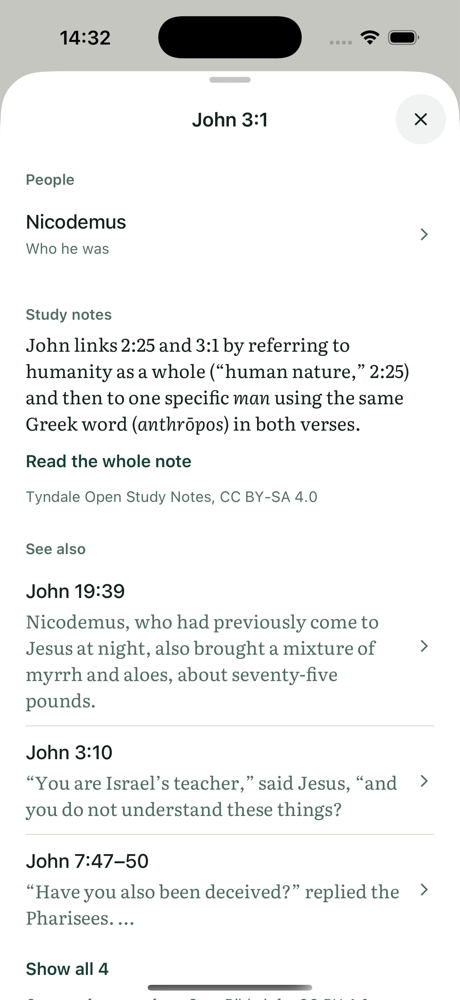 14:32
John 3:1
People
Nicodemus
Who he was
Study notes
John links 2:25 and 3:1 by referring to
humanity as a whole (“human nature,” 2:25)
and then to one specific man using the same
Greek word (anthrōpos) in both verses.
Read the whole note
Tyndale Open Study Notes, CC BY-SA 4.0
See also
John 19:39
Nicodemus, who had previously come to
Jesus at night, also brought a mixture of
myrrh and aloes, about seventy-five
pounds.
John 3:10
“You are Israel’s teacher,” said Jesus, “and
you do not understand these things?
John 7:47–50
“Have you also been deceived?” replied the
Pharisees. …
Show all 4